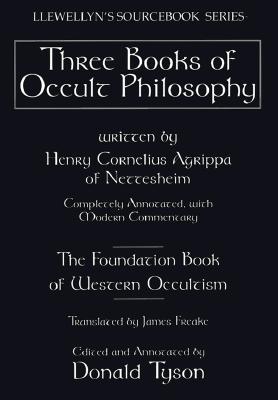 LLEWELLYN'S SOURCEBOOK SERIES
Three Books of
Occult Philosophy
written by
Henry Cornelius Agrippa
of Nettesheim
Completely Annotated, with
Modern Commentary
The Foundation Book
of Western Occultism
Translated by James Freake
Edited and Annotated by
Donald Tyson